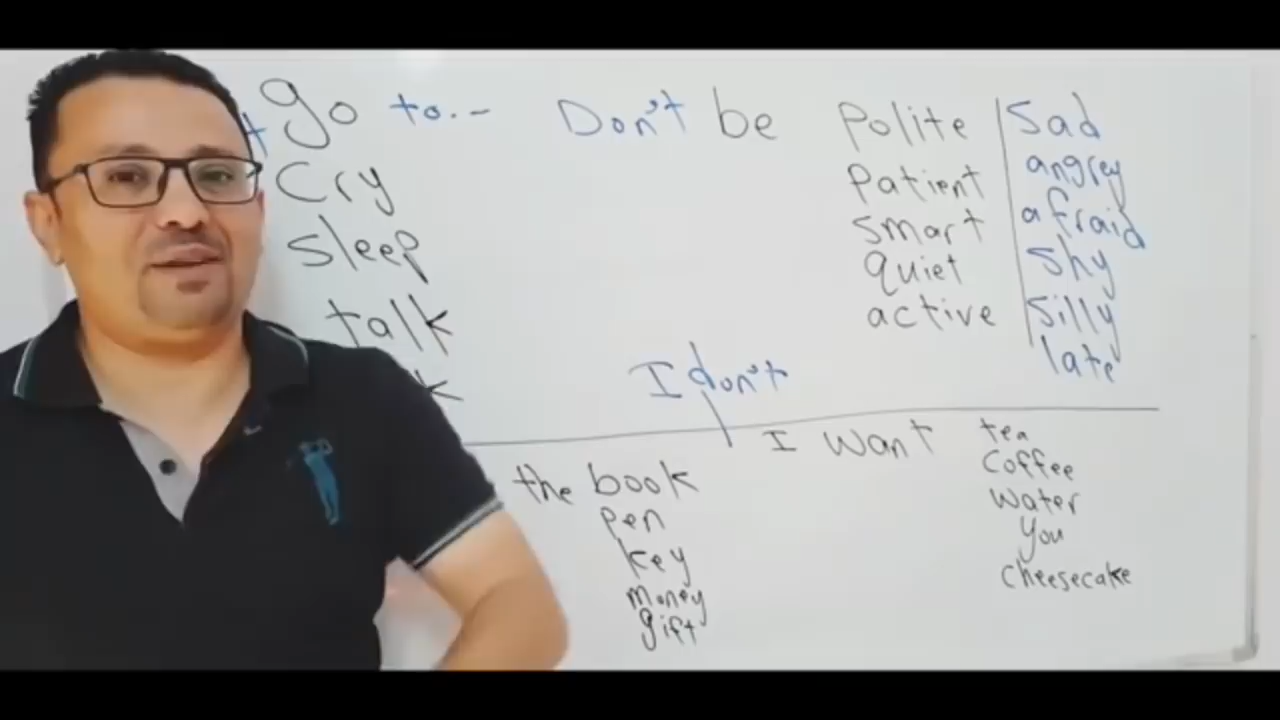 go to.-- Don't be Polite Sad
Cry Patient angrey
Sleep smart afraid
quiet shy
talk active silly
I don't late
I want tea
the book coffee
pen water
key you
money cheesecake
gift